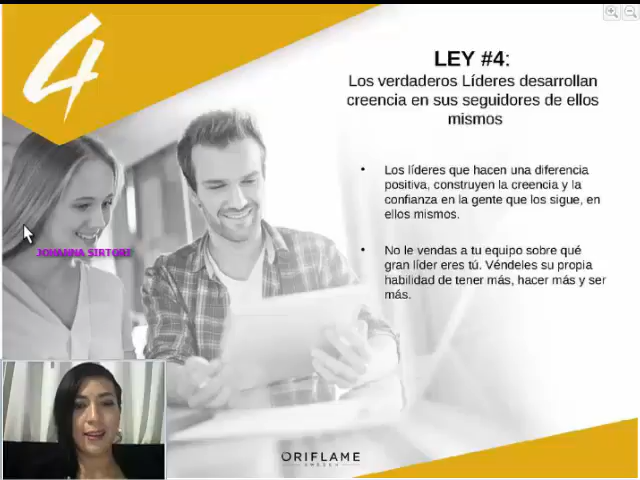 4
LEY #4:
Los verdaderos Líderes desarrollan
creencia en sus seguidores de ellos
mismos
• Los líderes que hacen una diferencia
positiva, construyen la creencia y la
confianza en la gente que los sigue, en
ellos mismos.
• No le vendas a tu equipo sobre qué
gran líder eres tú. Véndeles su propia
habilidad de tener más, hacer más y ser
más.
JOHANNA SIRTORI
ORIFLAME
SWEDEN